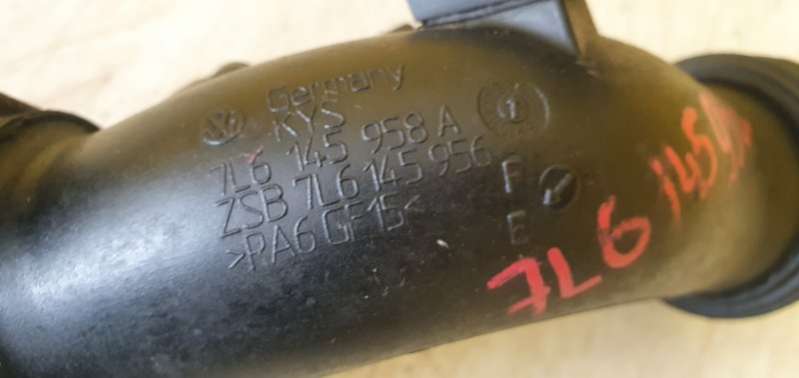 Germany
KYS
7L6 145 958 A
ZSB 7L6 145 956
>PA6 GF15<
F
E
7L6 145